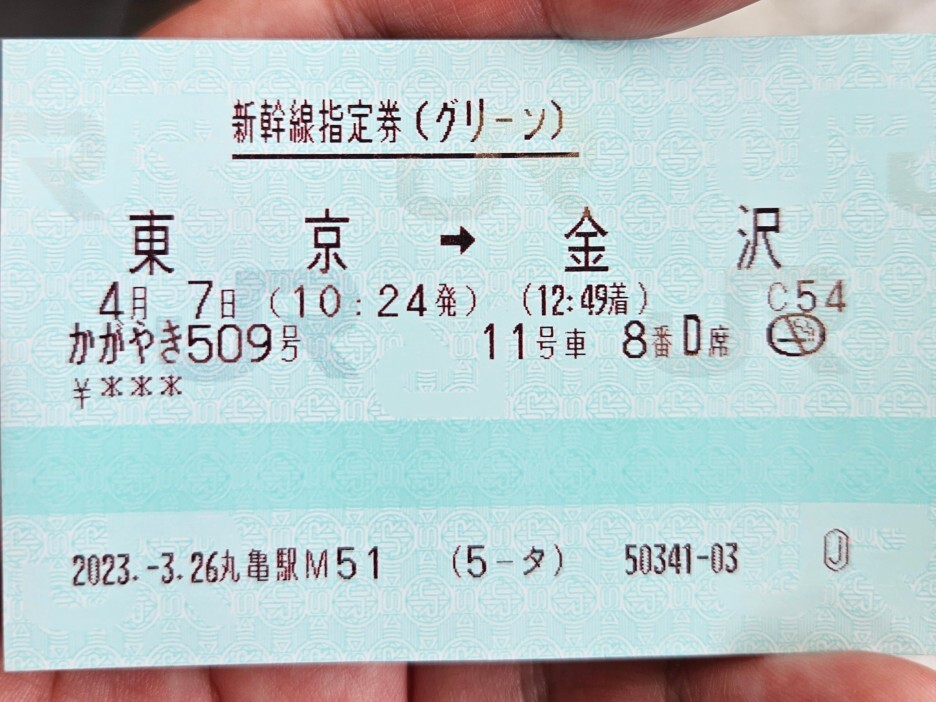 新幹線指定券(グリーン)
東京➡金沢
4月 7日(10:24発) (12:49着) C54
かがやき509号 11号車 8番D席
¥***
2023.-3.26丸亀駅M51 (5-タ) 50341-03 Ⓙ